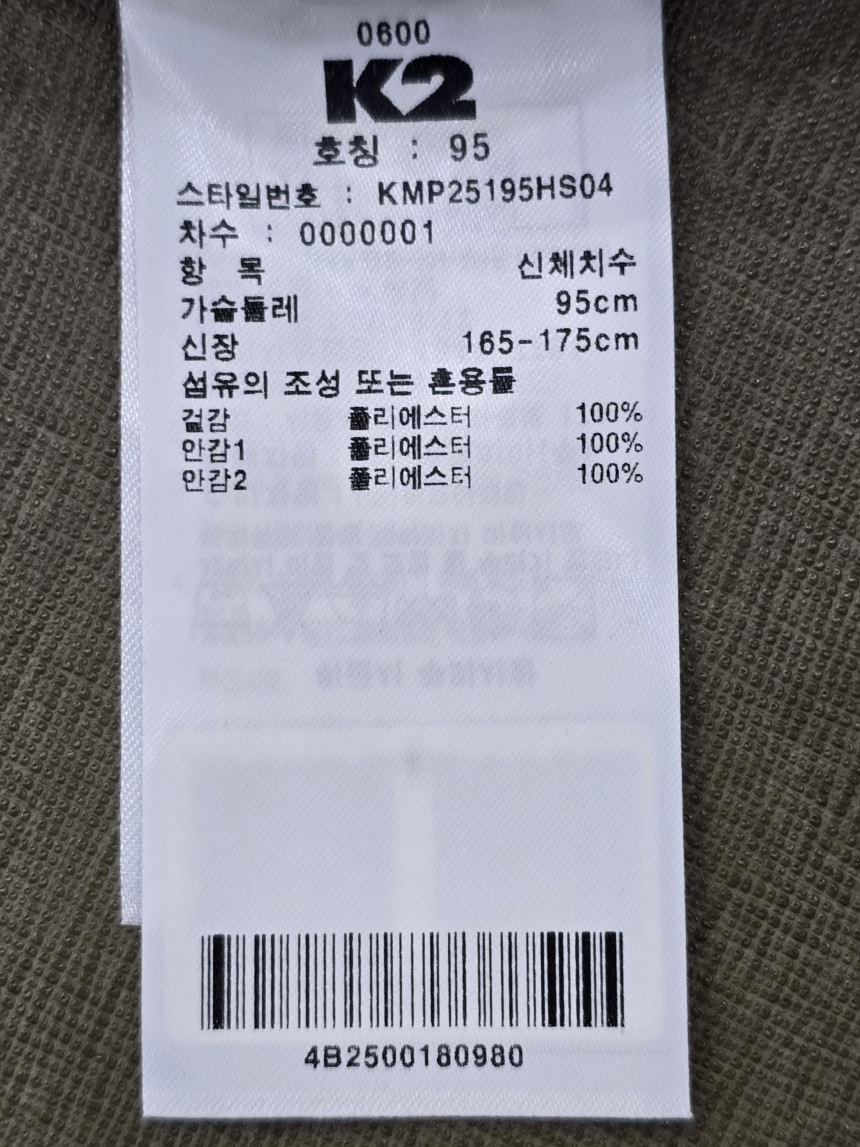 0600
K2
호칭 : 95
스타일번호 : KMP25195HS04
차수 : 0000001
항 목 신체치수
가슴둘레 95cm
신장 165-175cm
섬유의 조성 또는 혼용률
겉감 폴리에스터 100%
안감1 폴리에스터 100%
안감2 폴리에스터 100%
4B2500180980